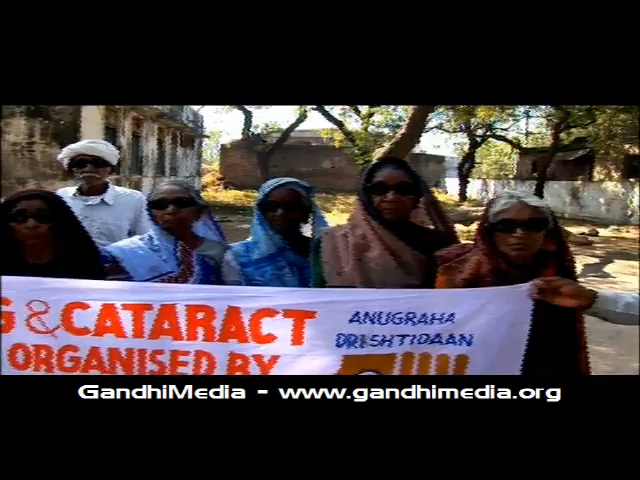 & CATARACT
ORGANISED BY
ANUGRAHA
DRISHTIDAAN
GandhiMedia - www.gandhimedia.org